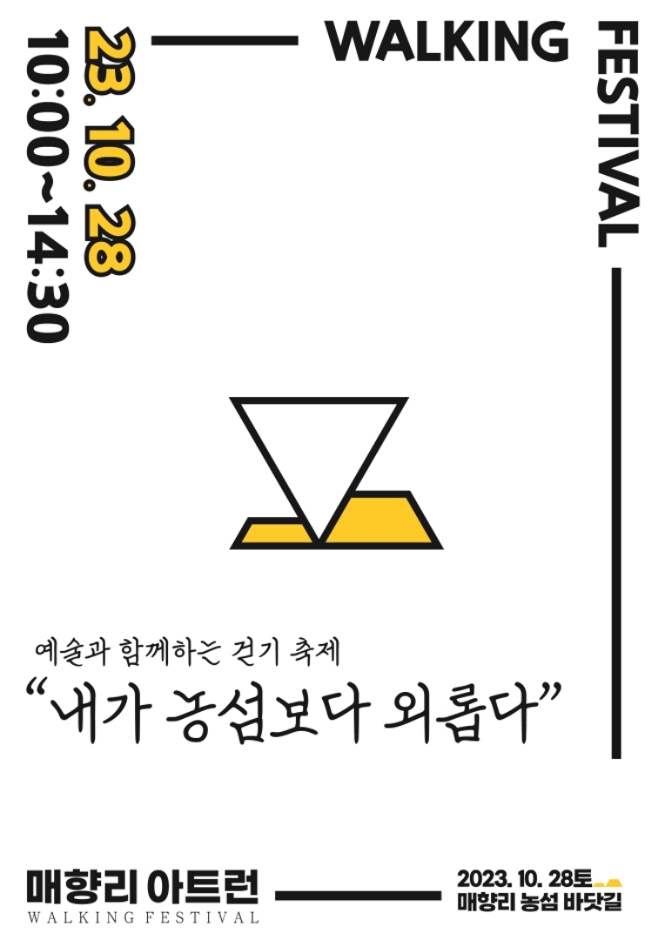 WALKING
FESTIVAL
23. 10. 28
10:00~14:30
예술과 함께하는 걷기 축제
“내가 농섬보다 외롭다”
매향리 아트런
WALKING FESTIVAL
2023. 10. 28토
매향리 농섬 바닷길